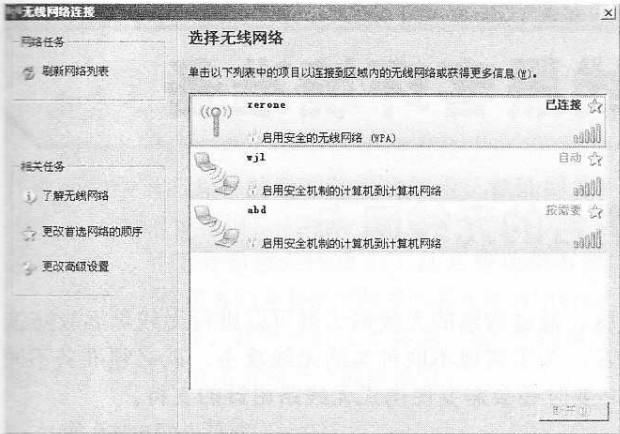 无线网络连接
网络任务
刷新网络列表
相关任务
了解无线网络
更改首选网络的顺序
更改高级设置
选择无线网络
单击以下列表中的项目以连接到区域内的无线网络或获得更多信息(W)。
rerone
已连接
启用安全的无线网络 (WPA)
wjl
自动
启用安全机制的计算机到计算机网络
abd
按需要
启用安全机制的计算机到计算机网络
断开(D)